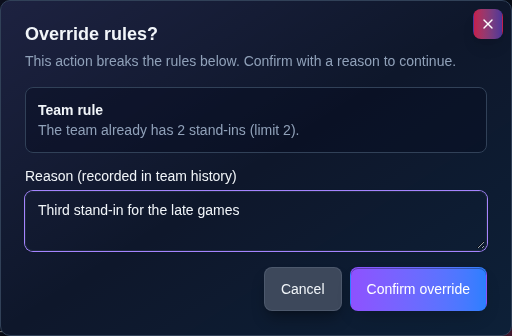 Override rules?
This action breaks the rules below. Confirm with a reason to continue.
Team rule
The team already has 2 stand-ins (limit 2).
Reason (recorded in team history)
Third stand-in for the late games
Cancel
Confirm override